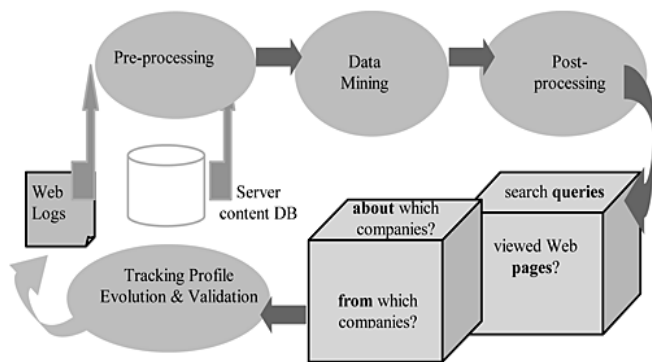 Pre-processing
Data
Mining
Post-
processing
Web
Logs
Server
content DB
about which
companies?
search queries
from which
companies?
viewed Web
pages?
Tracking Profile
Evolution & Validation